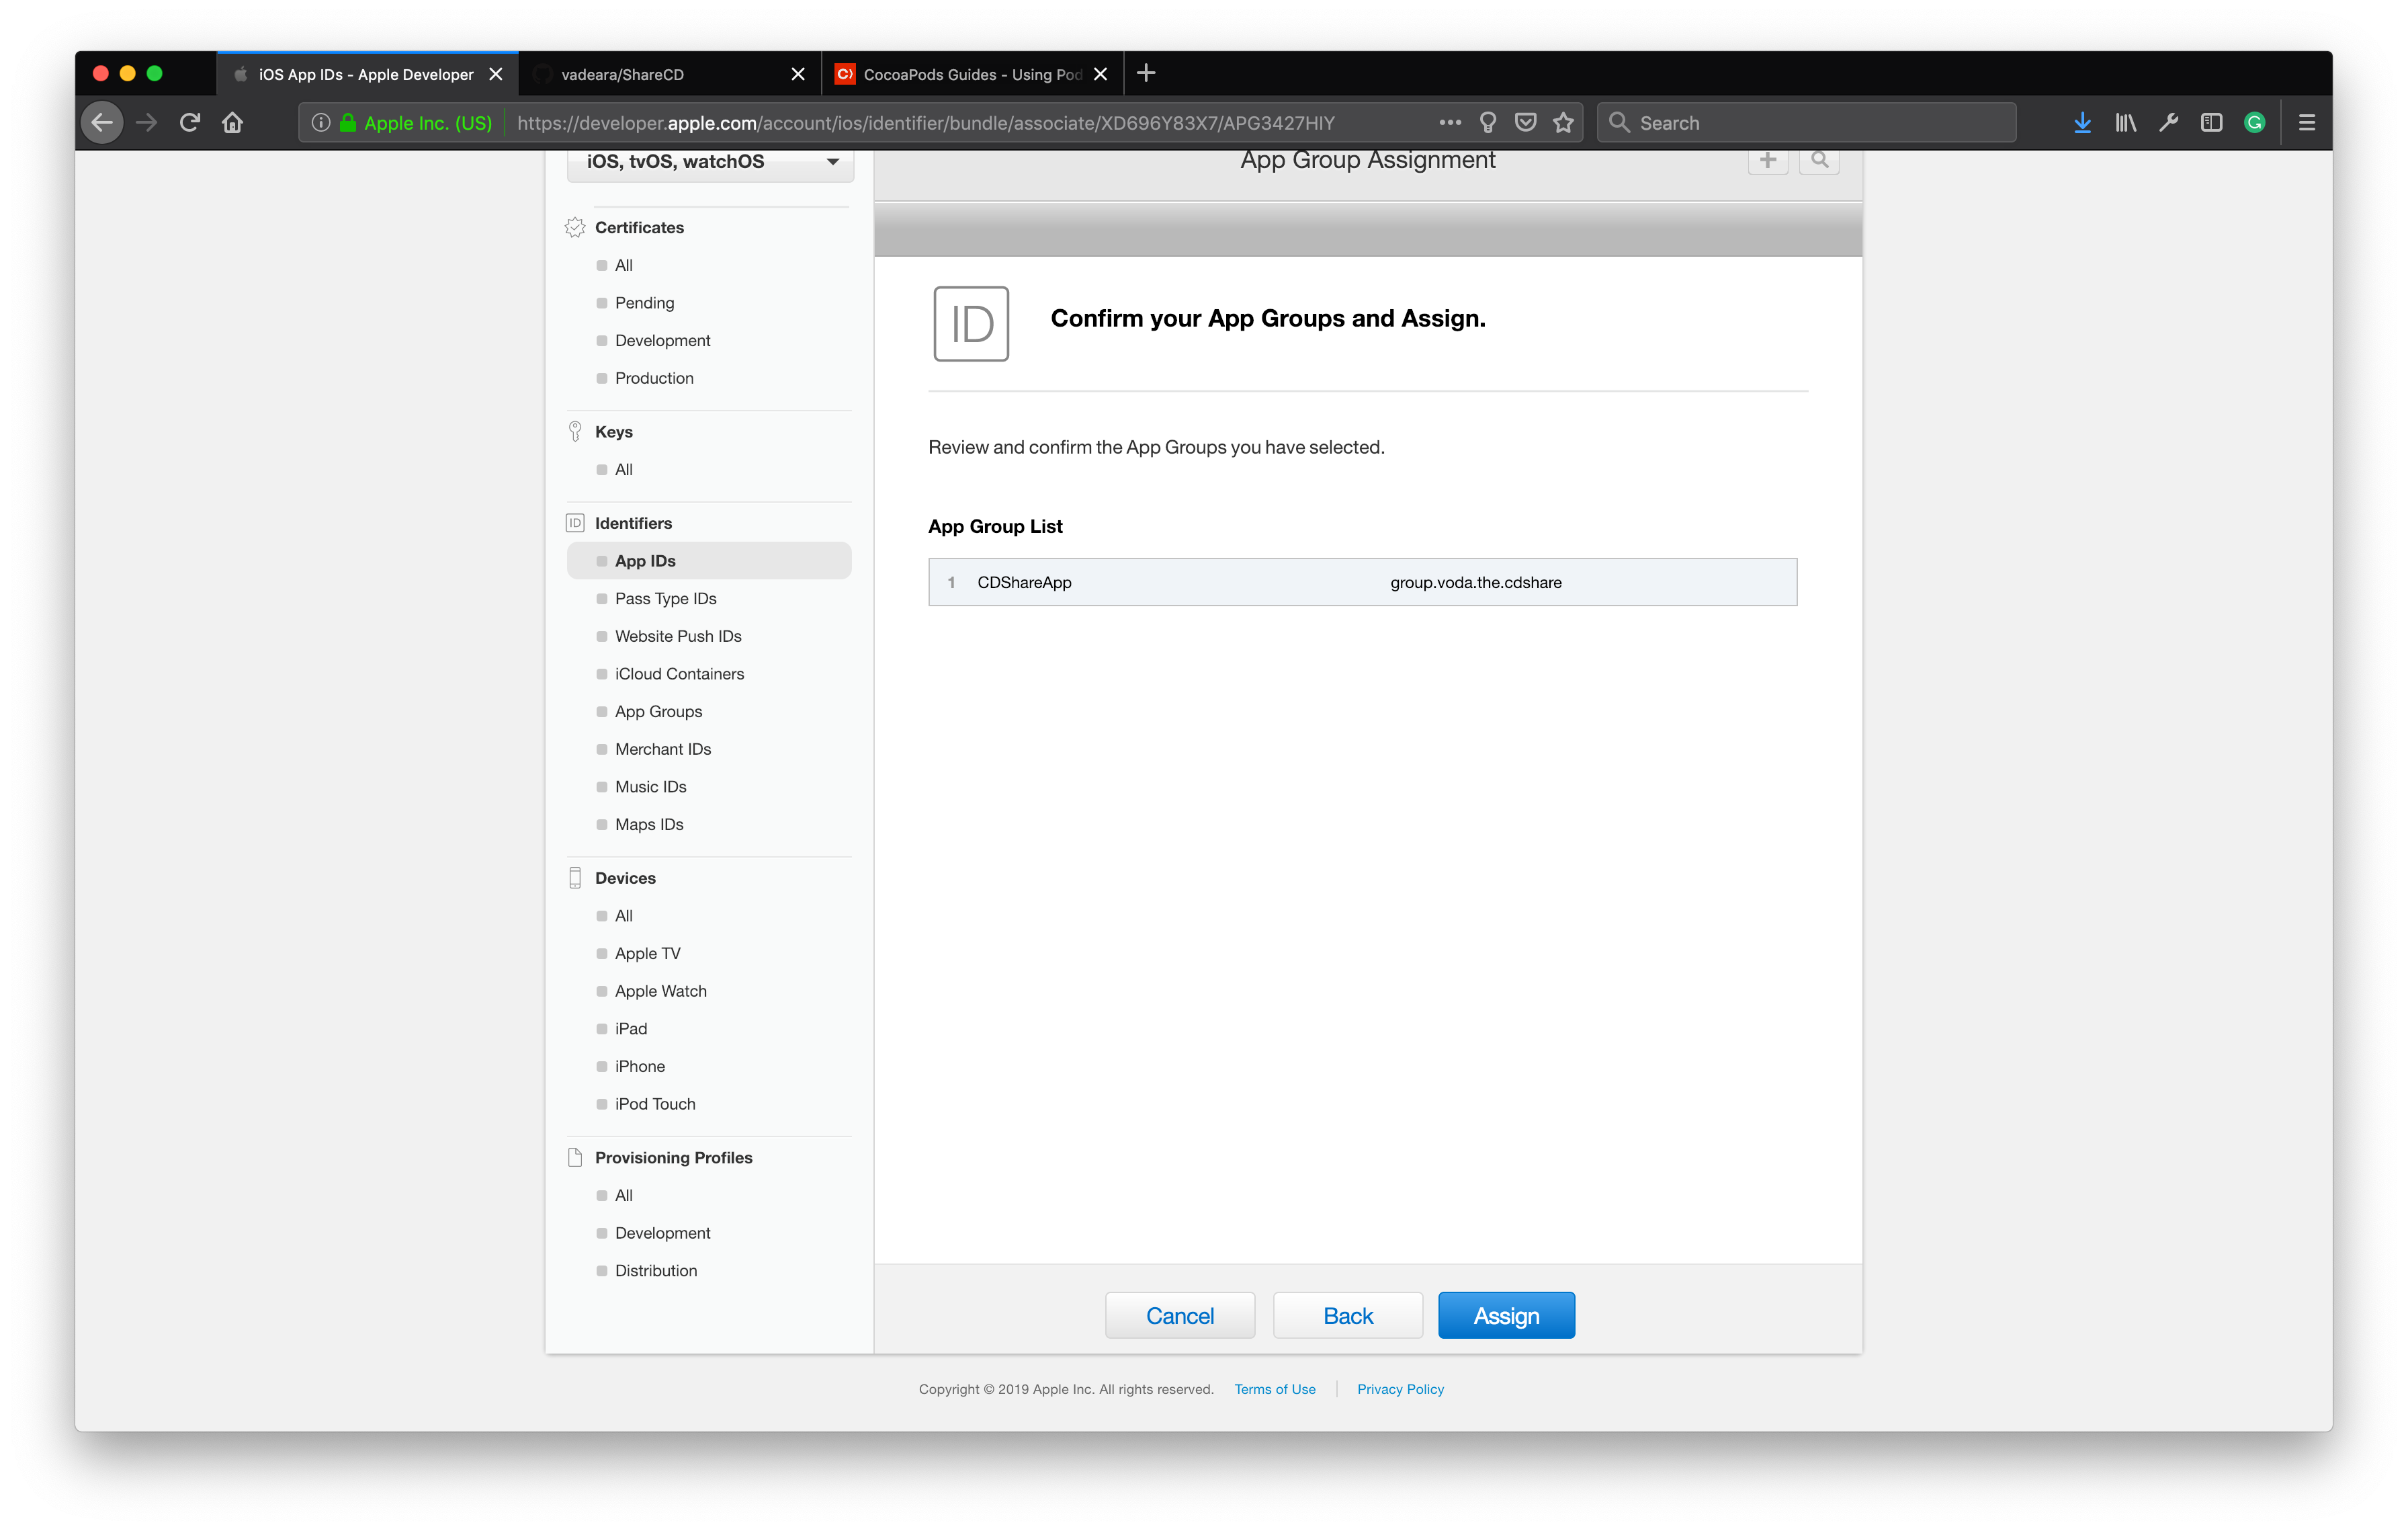 iOS App IDs - Apple Developer
vadeara/ShareCD
CocoaPods Guides - Using Pod
Apple Inc. (US)
https://developer.apple.com/account/ios/identifier/bundle/associate/XD696Y83X7/APG3427HIY
Search
iOS, tvOS, watchOS
App Group Assignment
Certificates
All
Pending
Development
Production
Keys
All
ID
Identifiers
App IDs
Pass Type IDs
Website Push IDs
iCloud Containers
App Groups
Merchant IDs
Music IDs
Maps IDs
Devices
All
Apple TV
Apple Watch
iPad
iPhone
iPod Touch
Provisioning Profiles
All
Development
Distribution
ID
Confirm your App Groups and Assign.
Review and confirm the App Groups you have selected.
App Group List
1 CDShareApp group.voda.the.cdshare
Cancel
Back
Assign
Copyright © 2019 Apple Inc. All rights reserved. Terms of Use Privacy Policy